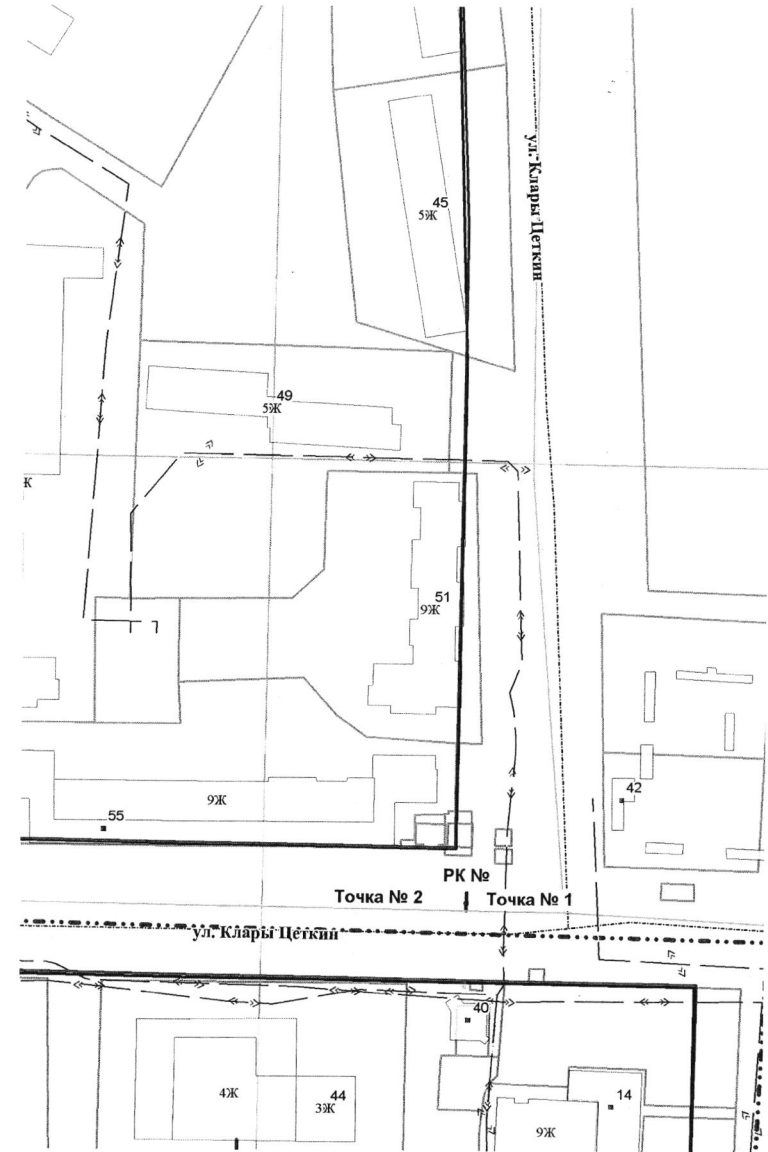 ул. Клары Цеткин
45
5Ж
49
5Ж
Ж
51
9Ж
42
9Ж
55
РК №
Точка № 2
Точка № 1
ул. Клары Цеткин
40
4Ж
44
3Ж
14
9Ж